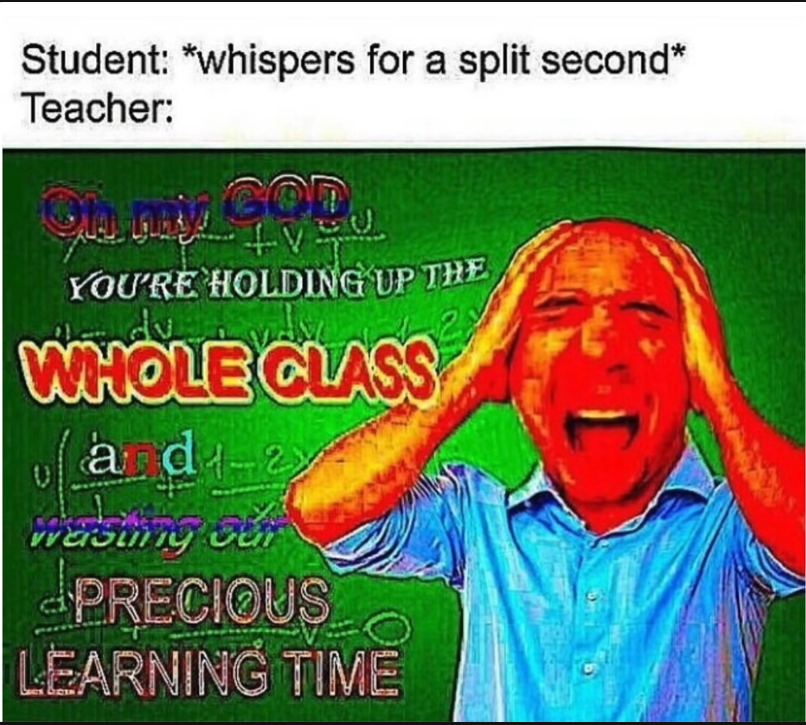 Student: *whispers for a split second*
Teacher:
Oh my GOD
YOU'RE HOLDING UP THE
WHOLE CLASS
and
wasting our
PRECIOUS
LEARNING TIME